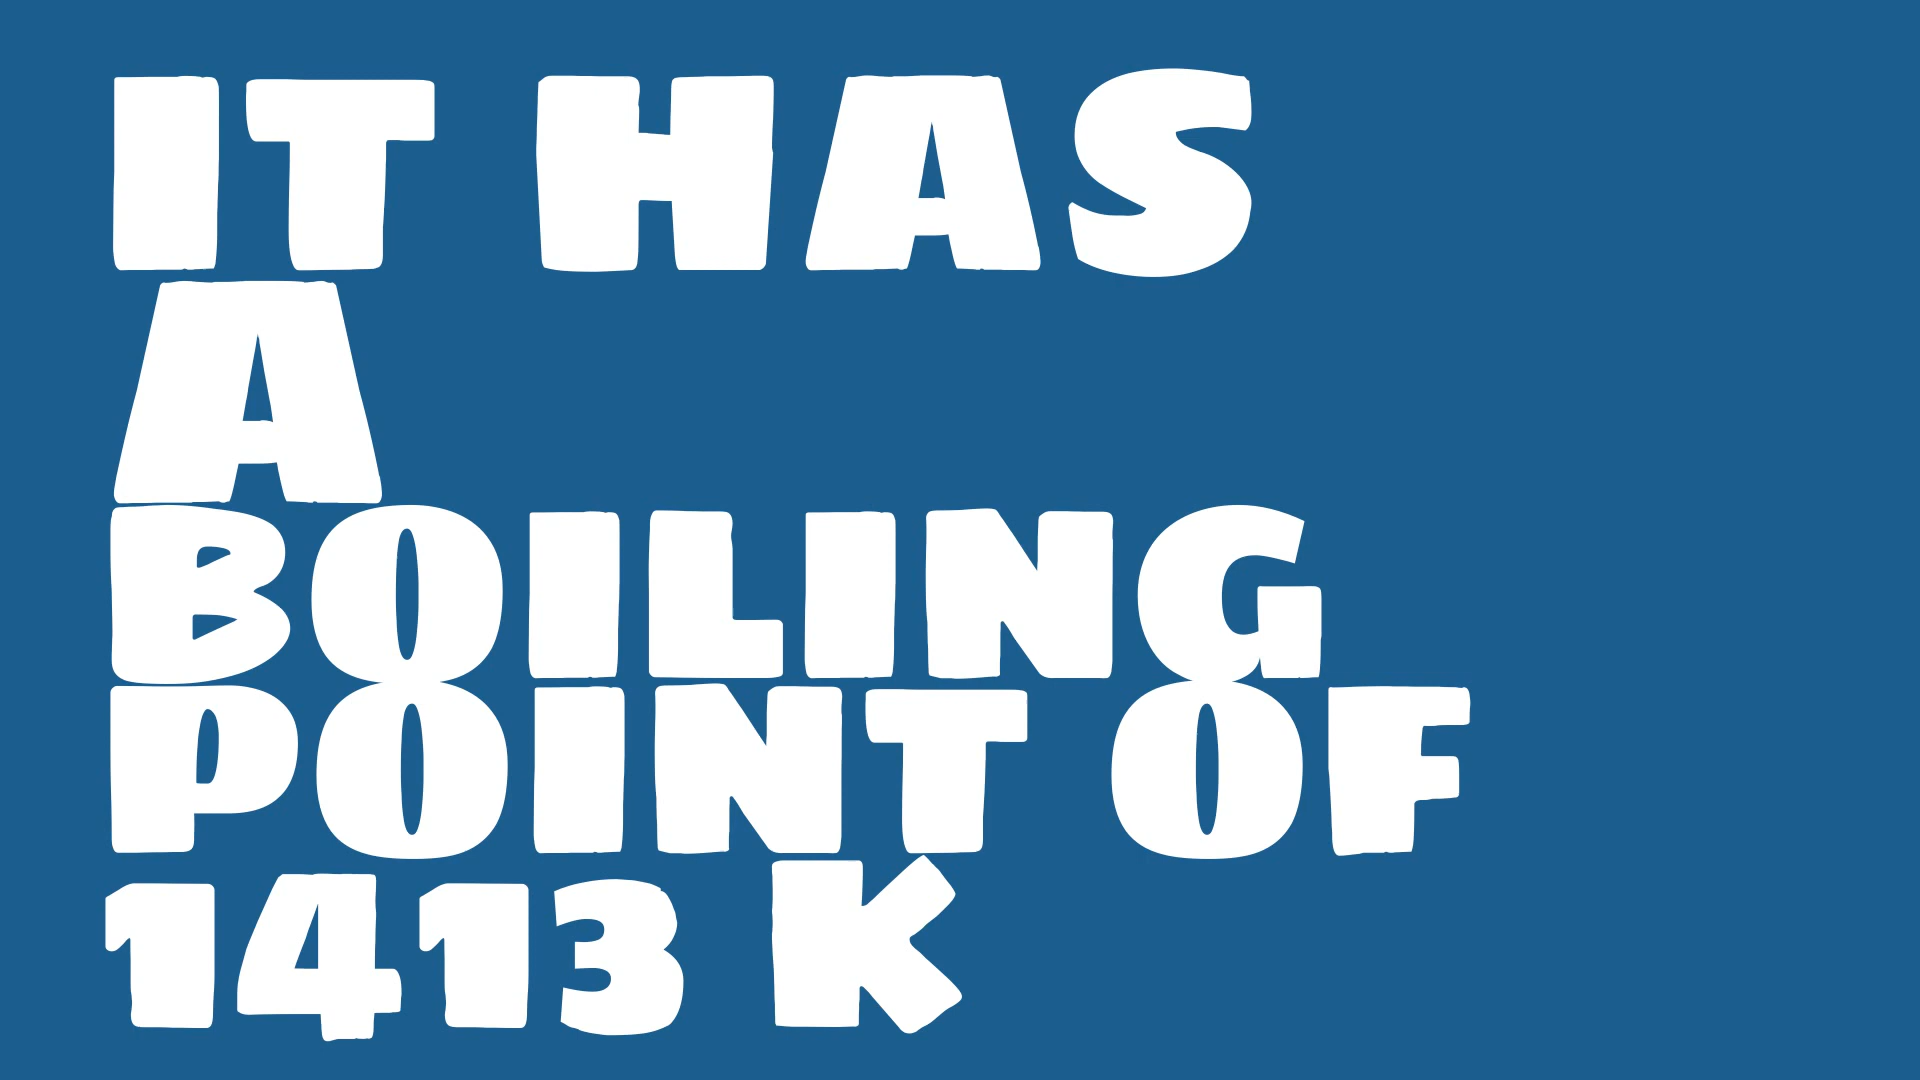 IT HAS
A
BOILING
POINT OF
1413 K